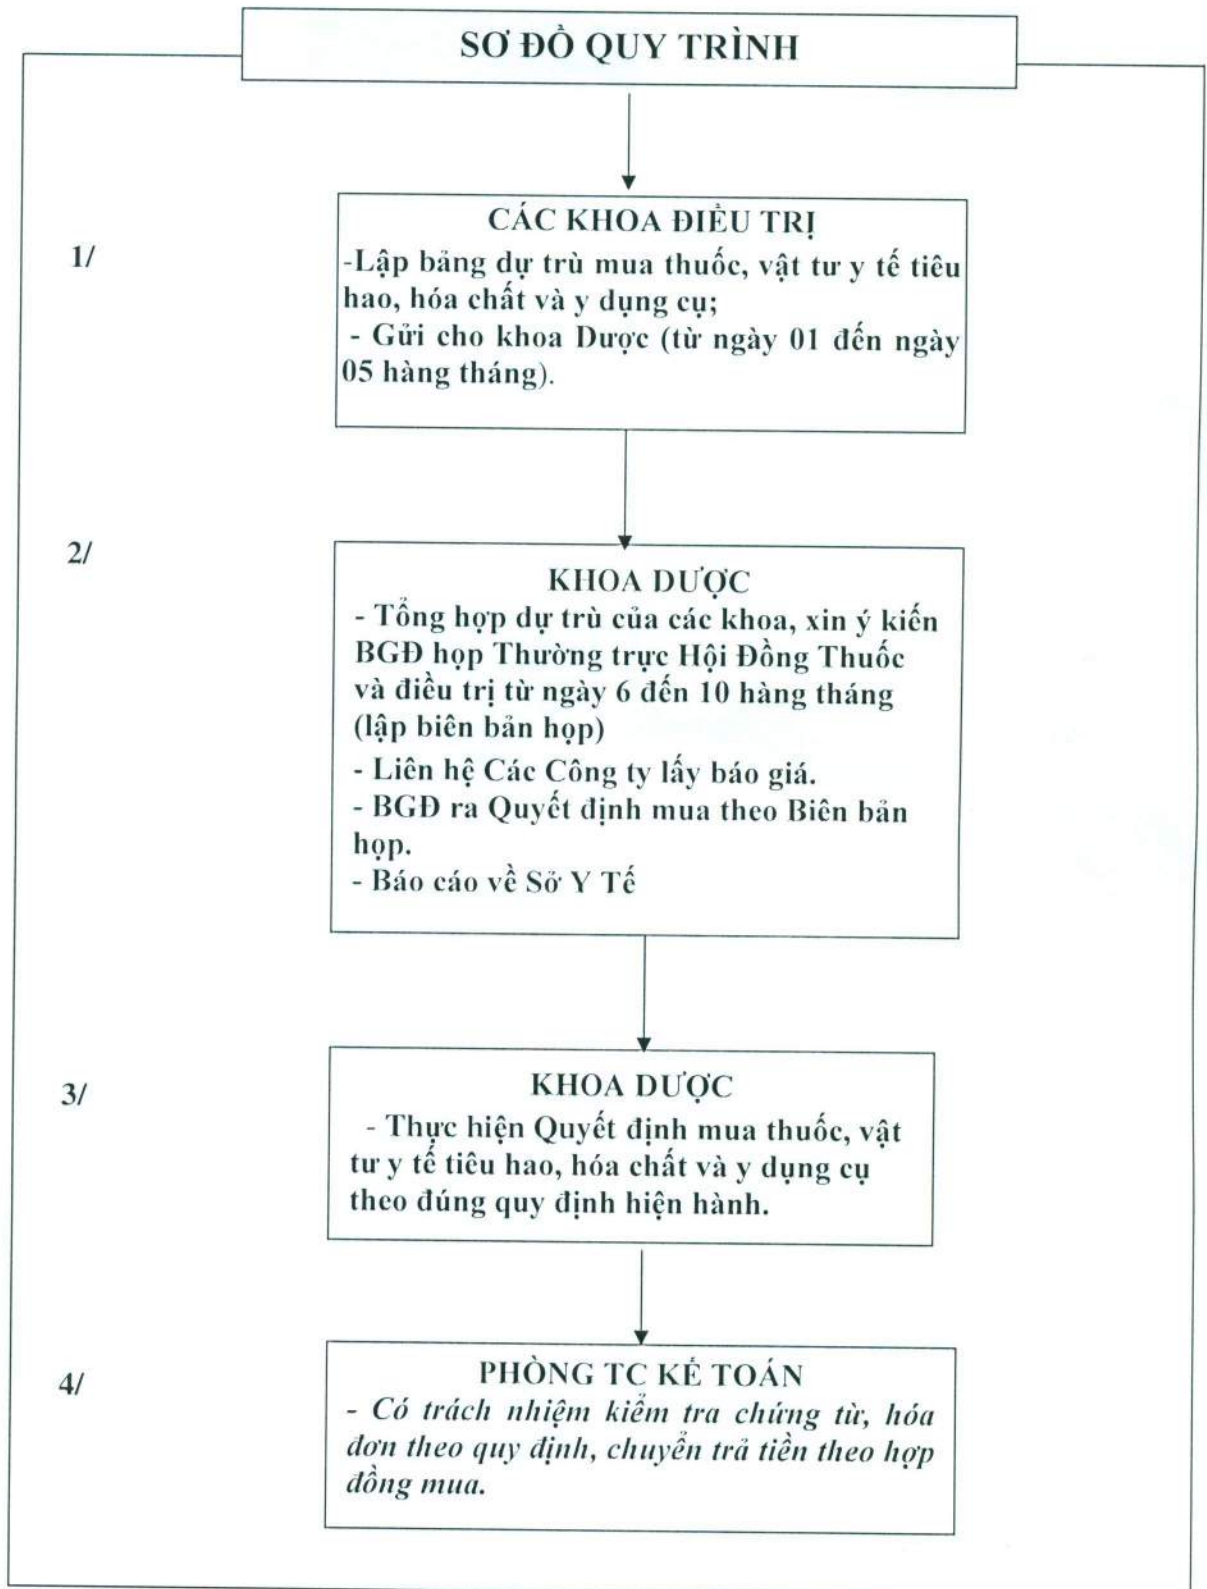 SƠ ĐỒ QUY TRÌNH
1/
CÁC KHOA ĐIỀU TRỊ
-Lập bảng dự trù mua thuốc, vật tư y tế tiêu
hao, hóa chất và y dụng cụ;
- Gửi cho khoa Dược (từ ngày 01 đến ngày
05 hàng tháng).
2/
KHOA DƯỢC
- Tổng hợp dự trù của các khoa, xin ý kiến
BGĐ họp Thường trực Hội Đồng Thuốc
và điều trị từ ngày 6 đến 10 hàng tháng
(lập biên bản họp)
- Liên hệ Các Công ty lấy báo giá.
- BGĐ ra Quyết định mua theo Biên bản
họp.
- Báo cáo về Sở Y Tế
3/
KHOA DƯỢC
- Thực hiện Quyết định mua thuốc, vật
tư y tế tiêu hao, hóa chất và y dụng cụ
theo đúng quy định hiện hành.
4/
PHÒNG TC KẾ TOÁN
- Có trách nhiệm kiểm tra chứng từ, hóa
đơn theo quy định, chuyển trả tiền theo hợp
đồng mua.